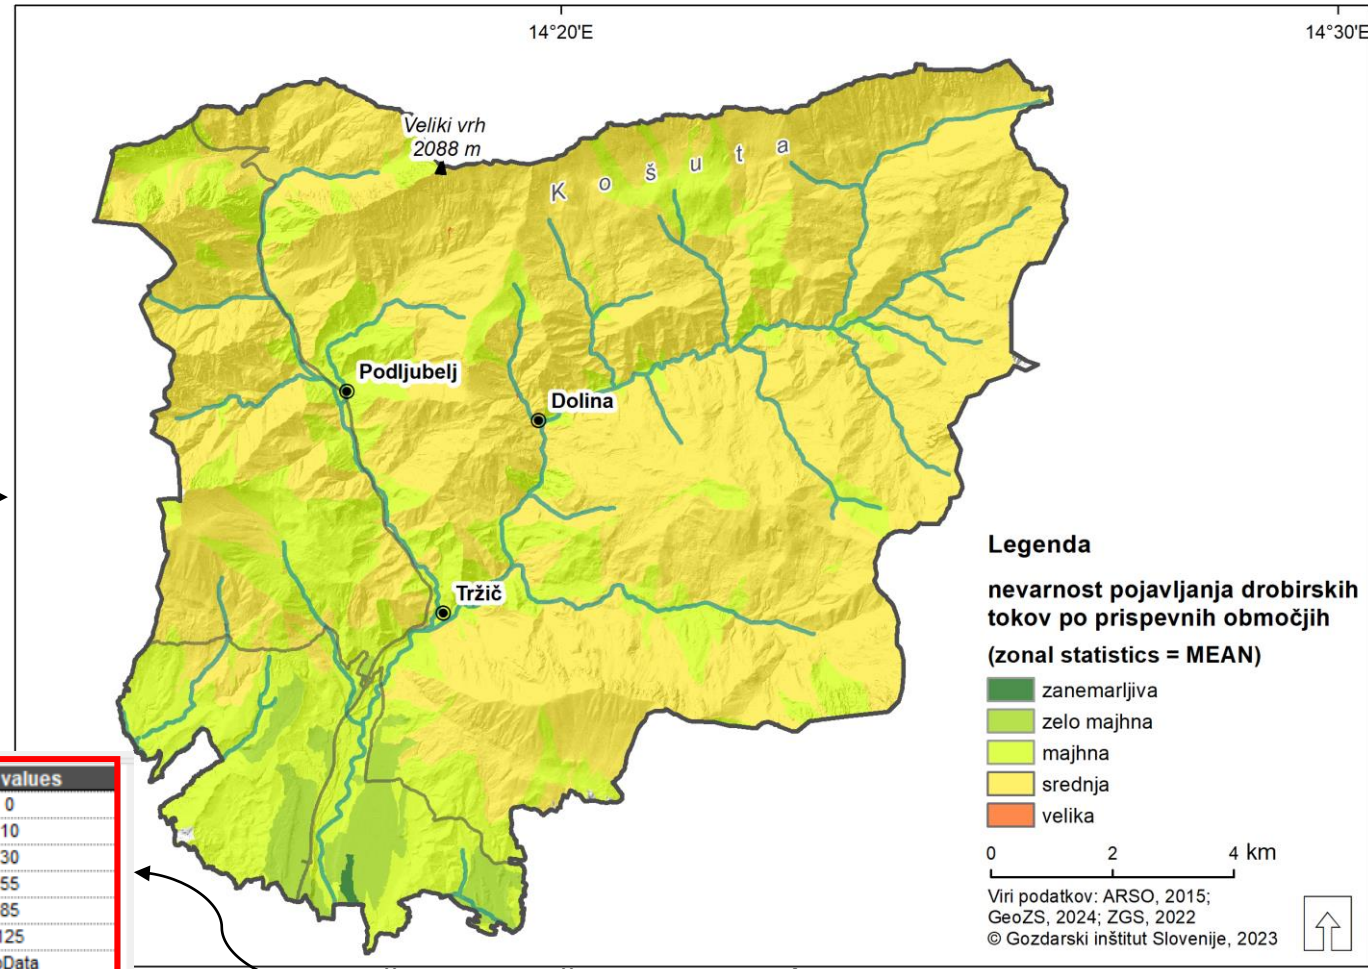 14°20'E
14°30'E
Veliki vrh
2088 m
K o š u t a
Podljubelj
Dolina
Tržič
Legenda
nevarnost pojavljanja drobirskih
tokov po prispevnih območjih
(zonal statistics = MEAN)
zanemarljiva
zelo majhna
majhna
srednja
velika
0 2 4 km
Viri podatkov: ARSO, 2015;
GeoZS, 2024; ZGS, 2022
© Gozdarski inštitut Slovenije, 2023
values
0
10
30
55
85
125
Data